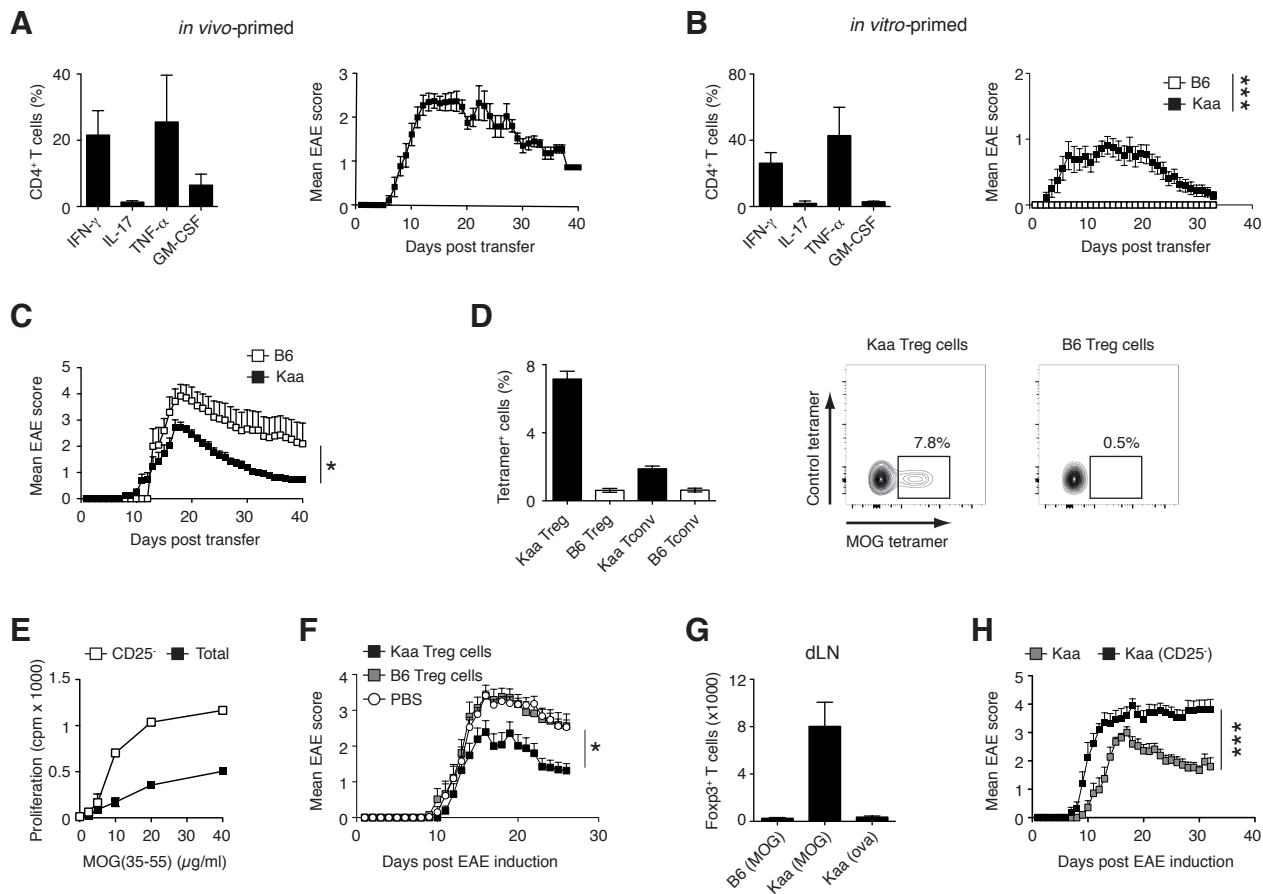 A
in vivo-primed
CD4⁺ T cells (%)
40
20
0
IFN-γ
IL-17
TNF-α
GM-CSF
Mean EAE score
3
2
1
0
0
10
20
30
40
Days post transfer
B
in vitro-primed
CD4⁺ T cells (%)
80
40
0
IFN-γ
IL-17
TNF-α
GM-CSF
Mean EAE score
2
1
0
B6
Kaa
***
0
10
20
30
40
Days post transfer
C
B6
Kaa
Mean EAE score
5
4
3
2
1
0
*
0
10
20
30
40
Days post transfer
D
Tetramer⁺ cells (%)
8
4
0
Kaa Treg
B6 Treg
Kaa Tconv
B6 Tconv
Kaa Treg cells
B6 Treg cells
Control tetramer
7.8%
0.5%
MOG tetramer
E
CD25⁻
Total
Proliferation (cpm x 1000)
1.5
1
0.5
0
0
10
20
30
40
MOG(35-55) (µg/ml)
F
Kaa Treg cells
B6 Treg cells
PBS
Mean EAE score
4
3
2
1
0
*
0
10
20
30
Days post EAE induction
G
dLN
Foxp3⁺ T cells (x1000)
12
8
4
0
B6 (MOG)
Kaa (MOG)
Kaa (ova)
H
Kaa
Kaa (CD25⁻)
Mean EAE score
5
4
3
2
1
0
***
0
10
20
30
40
Days post EAE induction